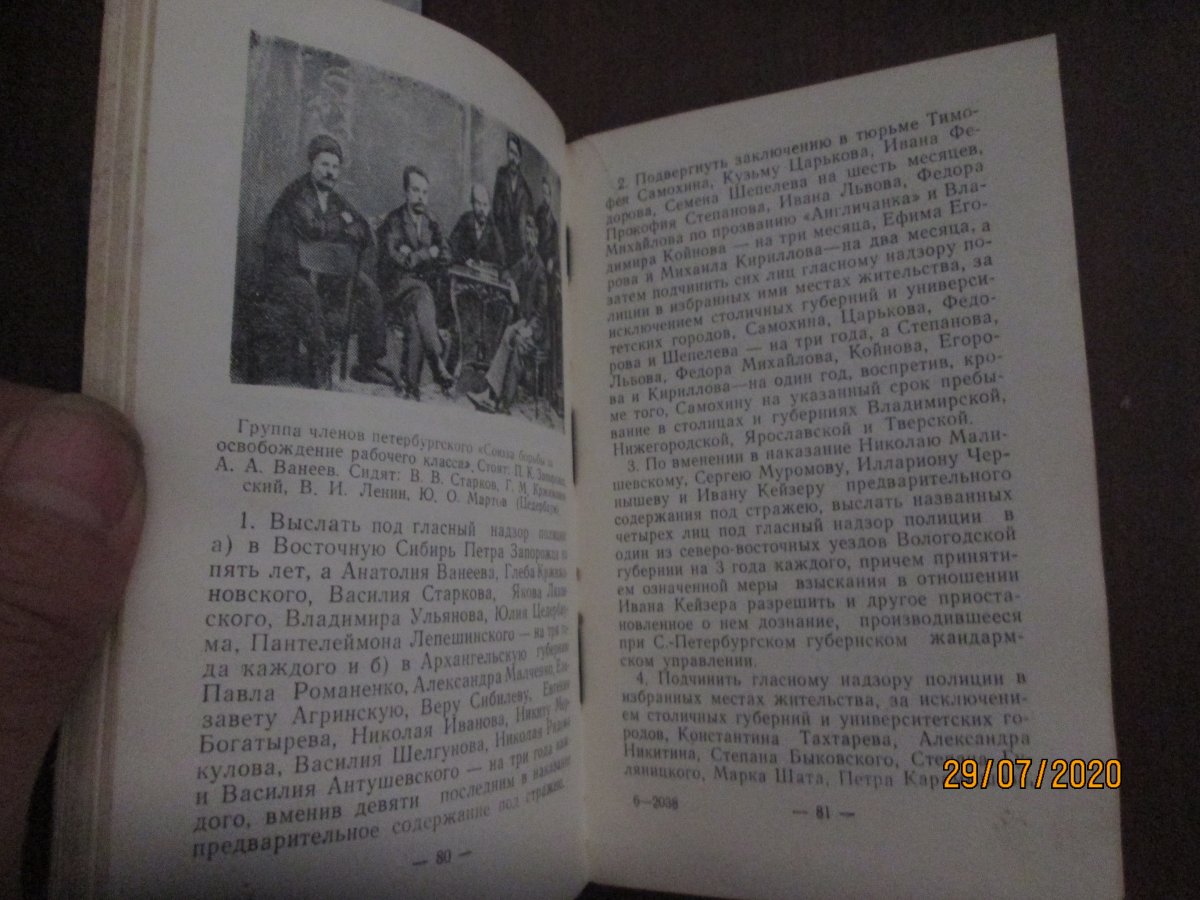 Группа членов петербургского «Союза борьбы за
освобождение рабочего класса». Стоят: П. К. Запорожец,
А. А. Ванеев. Сидят: В. В. Старков, Г. М. Кржижанов-
ский, В. И. Ленин, Ю. О. Мартов (Цедербаум)
1. Выслать под гласный надзор полиции
а) в Восточную Сибирь Петра Запорожца на
пять лет, а Анатолия Ванеева, Глеба Кржижа-
новского, Василия Старкова, Якова Ляхов-
ского, Владимира Ульянова, Юлия Цедербау-
ма, Пантелеймона Лепешинского — на три го-
да каждого и б) в Архангельскую губернию
Павла Романенко, Александра Малченко, Ели-
завету Агринскую, Веру Сибилеву, Евгению
Богатырева, Николая Иванова, Никиту Мер-
кулова, Василия Шелгунова, Николая
и Василия Антушевского — на три года каж-
дого, вменив девяти последним в наказание
предварительное содержание под стражею.
— 80 —
2. Подвергнуть заключению в тюрьме Тимо-
фея Самохина, Кузьму Царькова, Ивана Фе-
дорова, Семена Шепелева на шесть месяцев,
Прокофия Степанова, Ивана Львова, Федора
Михайлова по прозванию «Англичанка» и Вла-
димира Койнова — на три месяца, Ефима Его-
рова и Михаила Кириллова—на два месяца, а
затем подчинить сих лиц гласному надзору по-
лиции в избранных ими местах жительства, за
исключением столичных губерний и универси-
тетских городов, Самохина, Царькова, Федо-
рова и Шепелева — на три года, а Степанова,
Львова, Федора Михайлова, Койнова, Егоро-
ва и Кириллова—на один год, воспретив, кро-
ме того, Самохину на указанный срок пребы-
вание в столицах и губерниях Владимирской,
Нижегородской, Ярославской и Тверской.
3. По вменении в наказание Николаю Мали-
шевскому, Сергею Муромову, Иллариону Чер-
нышеву и Ивану Кейзеру предварительного
содержания под стражею, выслать названных
четырех лиц под гласный надзор полиции в
один из северо-восточных уездов Вологодской
губернии на 3 года каждого, причем приняти-
ем означенной меры взыскания в отношении
Ивана Кейзера разрешить и другое приоста-
новленное о нем дознание, производившееся
при С.-Петербургском губернском жандарм-
ском управлении.
4. Подчинить гласному надзору полиции в
избранных местах жительства, за исключени-
ем столичных губерний и университетских го-
родов, Константина Тахтарева, Александра
Никитина, Степана Быковского,
ляницкого, Марка Шата, Петра
6—2038
— 81 —
29/07/2020